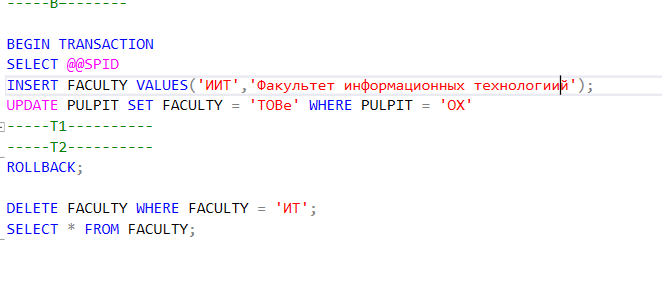 -----B--------
BEGIN TRANSACTION
SELECT @@SPID
INSERT FACULTY VALUES('ИИТ','Факультет информационных технологиий');
UPDATE PULPIT SET FACULTY = 'ТОВе' WHERE PULPIT = 'ОХ'
-----T1----------
-----T2----------
ROLLBACK;
DELETE FACULTY WHERE FACULTY = 'ИТ';
SELECT * FROM FACULTY;